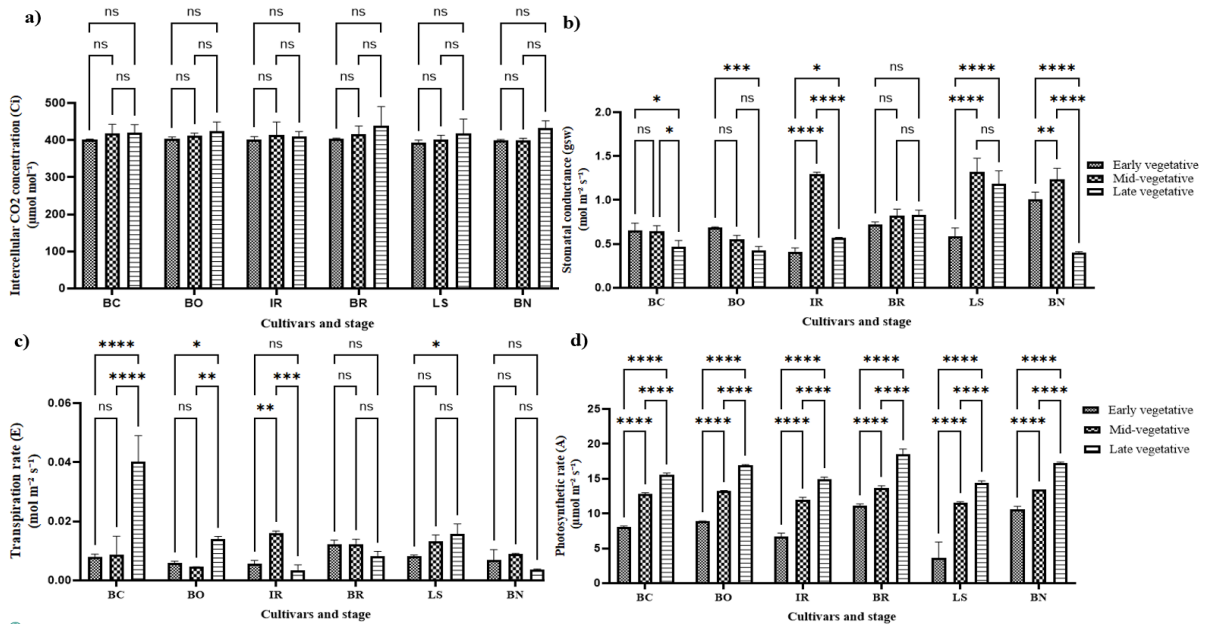 a)
ns ns ns ns ns ns
ns ns ns ns ns ns
ns ns ns ns ns ns
Intercellular CO2 concentration (Ci)
(µmol mol⁻¹)
500
400
300
200
100
0
BC BO IR BR LS BN
Cultivars and stage
b)
*** * ns **** ****
* ns **** **** ****
ns * ns **** ns ns ns **
Stomatal conductance (gsw)
(mol m⁻² s⁻¹)
2.0
1.5
1.0
0.5
0.0
BC BO IR BR LS BN
Cultivars and stage
Early vegetative
Mid-vegetative
Late vegetative
c)
**** * ns ns * ns
**** ** *** ns ns ns
ns ns ** ns ns ns
Transpiration rate (E)
(mol m⁻² s⁻¹)
0.06
0.04
0.02
0.00
BC BO IR BR LS BN
Cultivars and stage
d)
**** **** **** **** **** ****
**** **** **** **** **** ****
**** **** **** **** **** ****
Photosynthetic rate (A)
(µmol m⁻² s⁻¹)
25
20
15
10
5
0
BC BO IR BR LS BN
Cultivars and stage
Early vegetative
Mid-vegetative
Late vegetative